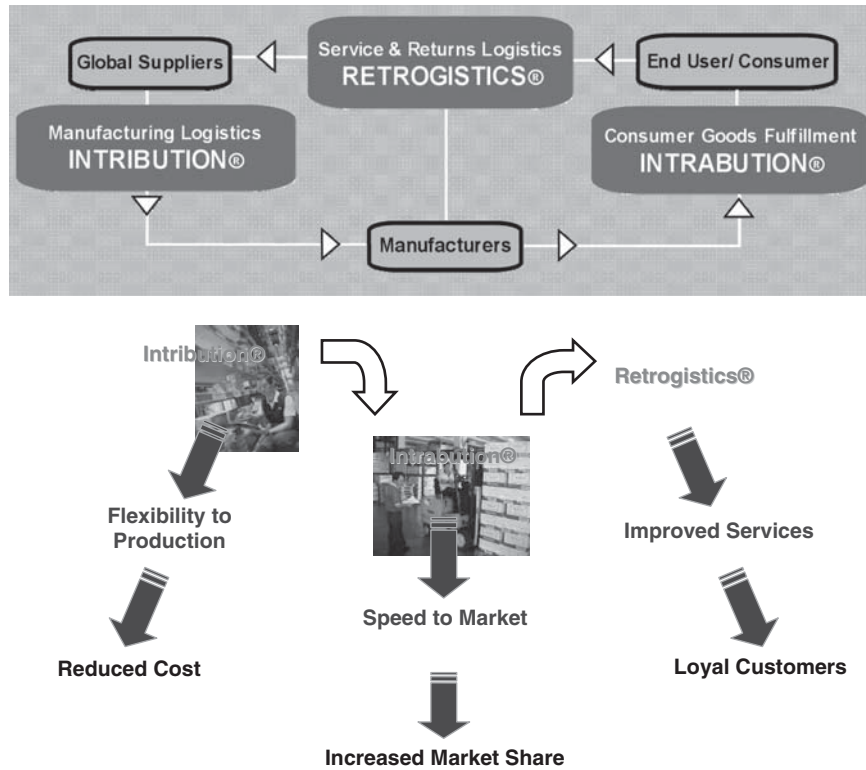 Service & Returns Logistics
RETROGISTICS®
Global Suppliers
End User/ Consumer
Manufacturing Logistics
INTRIBUTION®
Consumer Goods Fulfillment
INTRABUTION®
Manufacturers
Intribution®
Retrogistics®
Intrabution®
Flexibility to
Production
Improved Services
Speed to Market
Reduced Cost
Loyal Customers
Increased Market Share